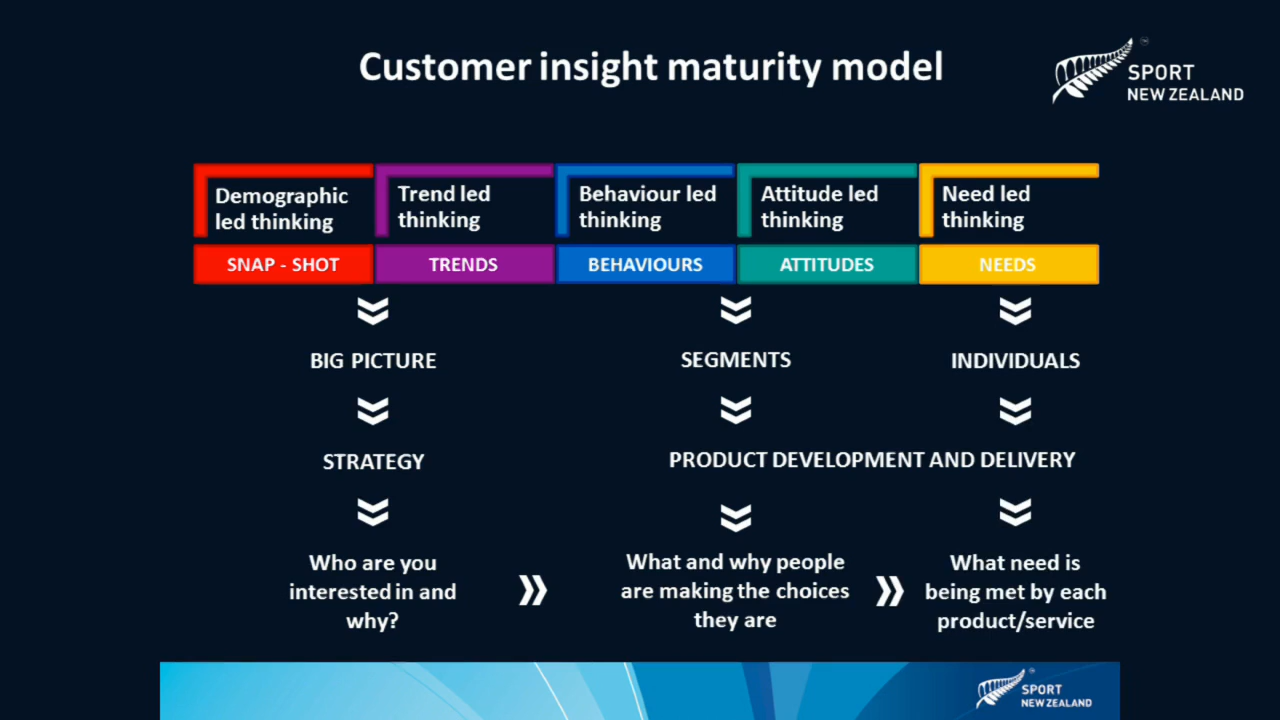 Customer insight maturity model
SPORT
NEW ZEALAND
Demographic
led thinking
Trend led
thinking
Behaviour led
thinking
Attitude led
thinking
Need led
thinking
SNAP - SHOT
TRENDS
BEHAVIOURS
ATTITUDES
NEEDS
BIG PICTURE
SEGMENTS
INDIVIDUALS
STRATEGY
PRODUCT DEVELOPMENT AND DELIVERY
Who are you
interested in and
why?
What and why people
are making the choices
they are
What need is
being met by each
product/service
SPORT
NEW ZEALAND